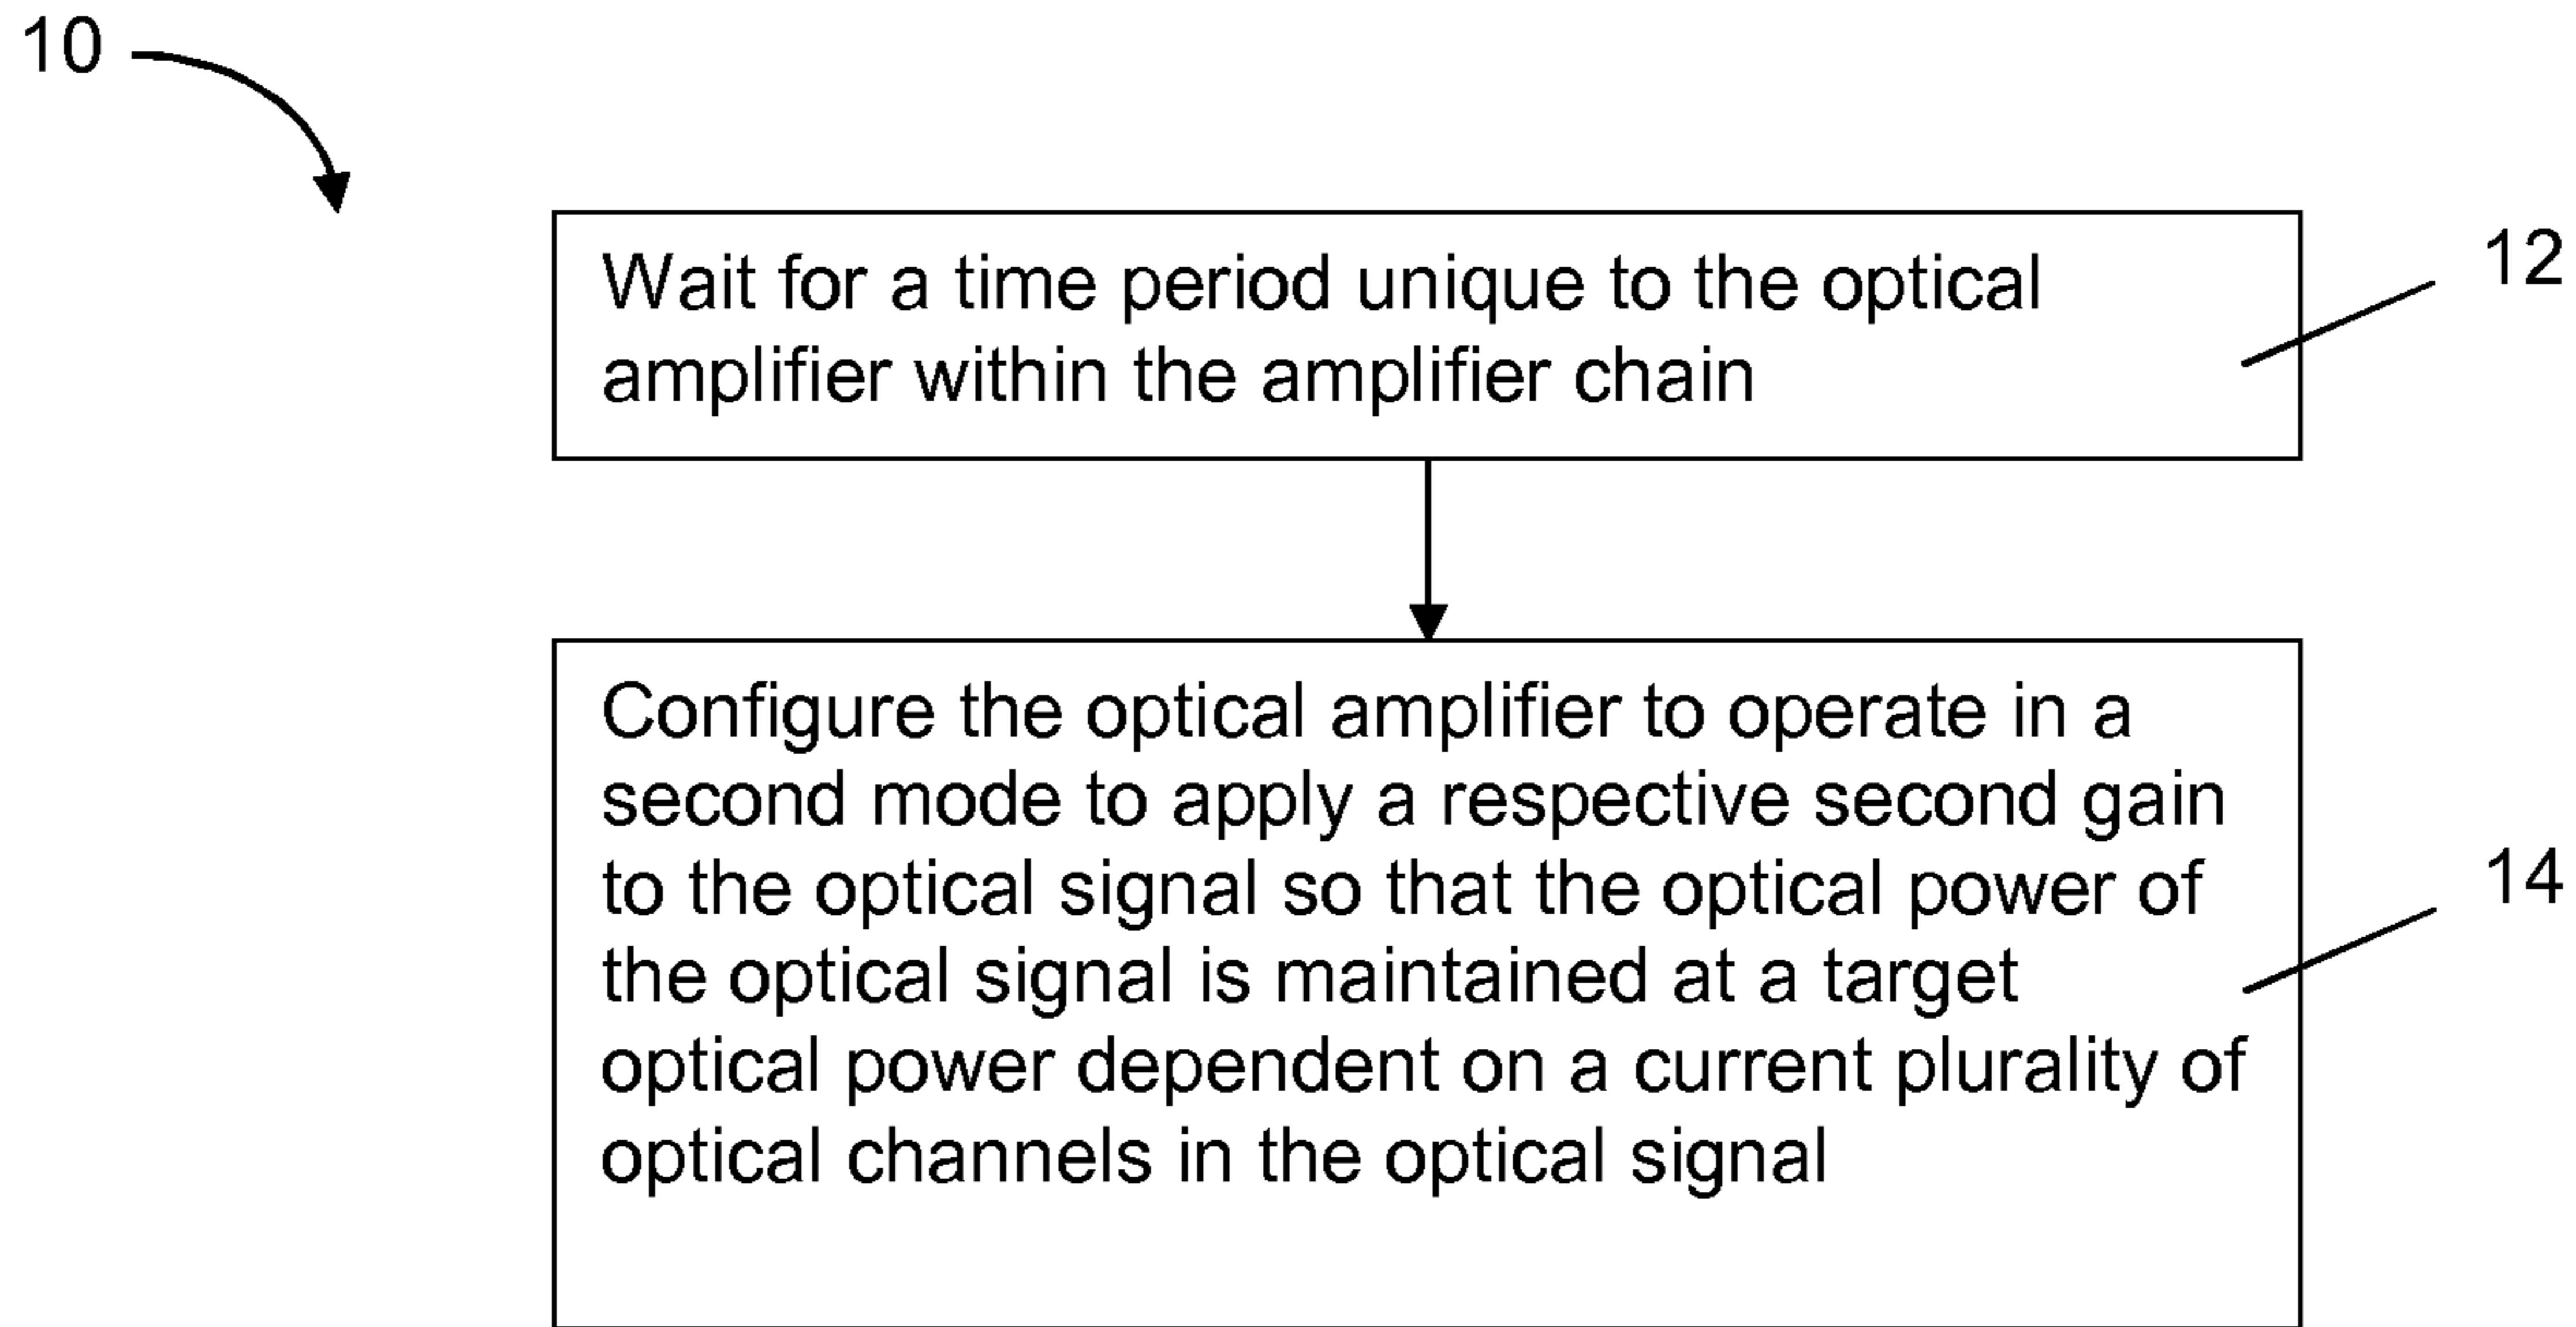 10
Wait for a time period unique to the optical
amplifier within the amplifier chain
12
Configure the optical amplifier to operate in a
second mode to apply a respective second gain
to the optical signal so that the optical power of
the optical signal is maintained at a target
optical power dependent on a current plurality of
optical channels in the optical signal
14